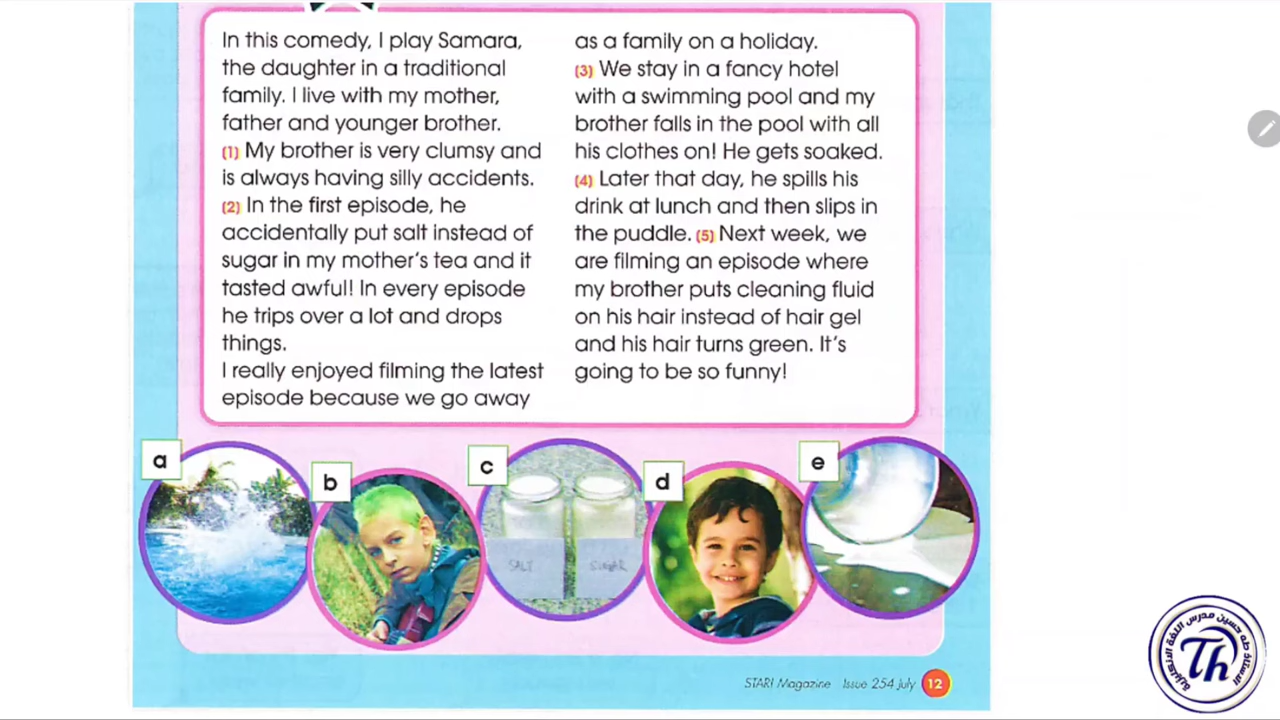 In this comedy, I play Samara,
the daughter in a traditional
family. I live with my mother,
father and younger brother.
(1) My brother is very clumsy and
is always having silly accidents.
(2) In the first episode, he
accidentally put salt instead of
sugar in my mother's tea and it
tasted awful! In every episode
he trips over a lot and drops
things.
I really enjoyed filming the latest
episode because we go away
as a family on a holiday.
(3) We stay in a fancy hotel
with a swimming pool and my
brother falls in the pool with all
his clothes on! He gets soaked.
(4) Later that day, he spills his
drink at lunch and then slips in
the puddle. (5) Next week, we
are filming an episode where
my brother puts cleaning fluid
on his hair instead of hair gel
and his hair turns green. It's
going to be so funny!
a
b
c
d
e
SALT
SUGAR
STAR! Magazine Issue 254 july 12
الاستاذ طه حسين مدرس اللغة الانكليزية
Th